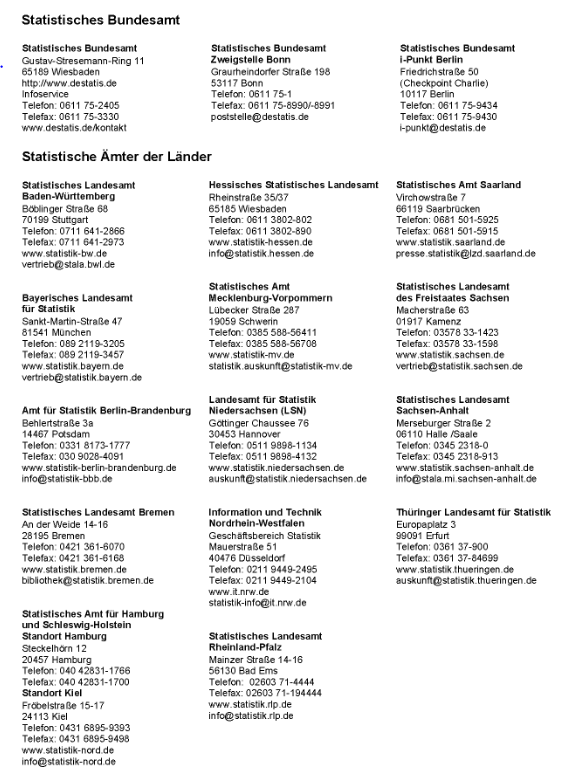 Statistisches Bundesamt
Statistisches Bundesamt
Gustav-Stresemann-Ring 11
65189 Wiesbaden
http://www.destatis.de
Infoservice
Telefon: 0611 75-2405
Telefax: 0611 75-3330
www.destatis.de/kontakt
Statistisches Bundesamt
Zweigstelle Bonn
Graurheindorfer Straße 198
53117 Bonn
Telefon: 0611 75-1
Telefax: 0611 75-8990/-8991
poststelle@destatis.de
Statistisches Bundesamt
i-Punkt Berlin
Friedrichstraße 50
(Checkpoint Charlie)
10117 Berlin
Telefon: 0611 75-9434
Telefax: 0611 75-9430
i-punkt@destatis.de
Statistische Ämter der Länder
Statistisches Landesamt
Baden-Württemberg
Böblinger Straße 68
70199 Stuttgart
Telefon: 0711 641-2866
Telefax: 0711 641-2973
www.statistik-bw.de
vertrieb@stala.bwl.de
Bayerisches Landesamt
für Statistik
Sankt-Martin-Straße 47
81541 München
Telefon: 089 2119-3205
Telefax: 089 2119-3457
www.statistik.bayern.de
vertrieb@statistik.bayern.de
Amt für Statistik Berlin-Brandenburg
Behlertstraße 3a
14467 Potsdam
Telefon: 0331 8173-1777
Telefax: 030 9028-4091
www.statistik-berlin-brandenburg.de
info@statistik-bbb.de
Statistisches Landesamt Bremen
An der Weide 14-16
28195 Bremen
Telefon: 0421 361-6070
Telefax: 0421 361-6168
www.statistik.bremen.de
bibliothek@statistik.bremen.de
Statistisches Amt für Hamburg
und Schleswig-Holstein
Standort Hamburg
Steckelhörn 12
20457 Hamburg
Telefon: 040 42831-1766
Telefax: 040 42831-1700
Standort Kiel
Fröbelstraße 15-17
24113 Kiel
Telefon: 0431 6895-9393
Telefax: 0431 6895-9498
www.statistik-nord.de
info@statistik-nord.de
Hessisches Statistisches Landesamt
Rheinstraße 35/37
65185 Wiesbaden
Telefon: 0611 3802-802
Telefax: 0611 3802-890
www.statistik-hessen.de
info@statistik.hessen.de
Statistisches Amt
Mecklenburg-Vorpommern
Lübecker Straße 287
19059 Schwerin
Telefon: 0385 588-56411
Telefax: 0385 588-56708
www.statistik-mv.de
statistik.auskunft@statistik-mv.de
Landesamt für Statistik
Niedersachsen (LSN)
Göttinger Chaussee 76
30453 Hannover
Telefon: 0511 9898-1134
Telefax: 0511 9898-4132
www.statistik.niedersachsen.de
auskunft@statistik.niedersachsen.de
Information und Technik
Nordrhein-Westfalen
Geschäftsbereich Statistik
Mauerstraße 51
40476 Düsseldorf
Telefon: 0211 9449-2495
Telefax: 0211 9449-2104
www.it.nrw.de
statistik-info@it.nrw.de
Statistisches Landesamt
Rheinland-Pfalz
Mainzer Straße 14-16
56130 Bad Ems
Telefon: 02603 71-4444
Telefax: 02603 71-194444
www.statistik.rlp.de
info@statistik.rlp.de
Statistisches Amt Saarland
Virchowstraße 7
66119 Saarbrücken
Telefon: 0681 501-5925
Telefax: 0681 501-5915
www.statistik.saarland.de
presse.statistik@lzd.saarland.de
Statistisches Landesamt
des Freistaates Sachsen
Macherstraße 63
01917 Kamenz
Telefon: 03578 33-1423
Telefax: 03578 33-1598
www.statistik.sachsen.de
vertrieb@statistik.sachsen.de
Statistisches Landesamt
Sachsen-Anhalt
Merseburger Straße 2
06110 Halle /Saale
Telefon: 0345 2318-0
Telefax: 0345 2318-913
www.statistik.sachsen-anhalt.de
info@stala.mi.sachsen-anhalt.de
Thüringer Landesamt für Statistik
Europaplatz 3
99091 Erfurt
Telefon: 0361 37-900
Telefax: 0361 37-84699
www.statistik.thueringen.de
auskunft@statistik.thueringen.de